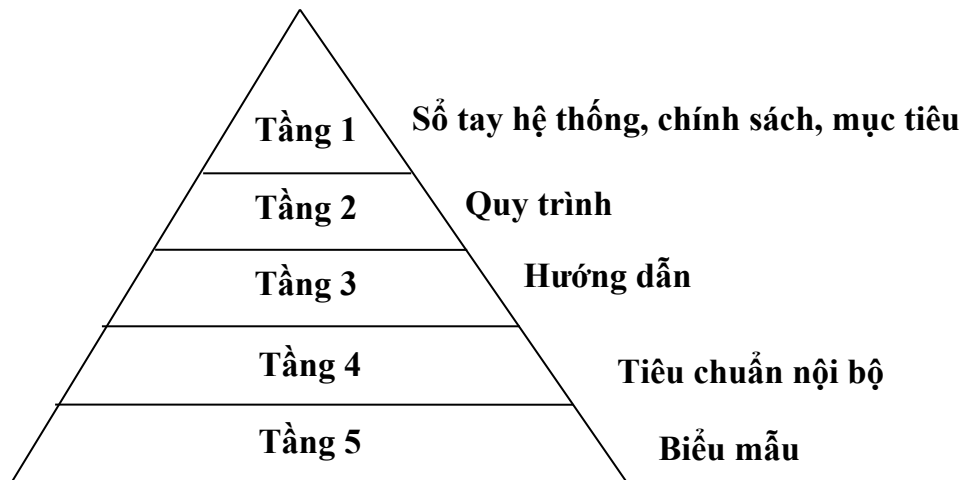 Tầng 1
Sổ tay hệ thống, chính sách, mục tiêu
Tầng 2
Quy trình
Tầng 3
Hướng dẫn
Tầng 4
Tiêu chuẩn nội bộ
Tầng 5
Biểu mẫu